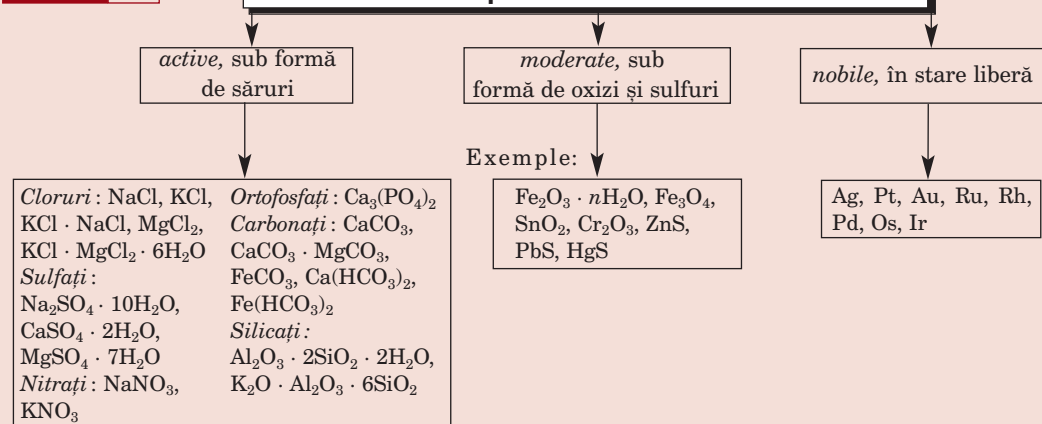 active, sub formă
de săruri
moderate, sub
formă de oxizi și sulfuri
nobile, în stare liberă
Exemple:
Cloruri : NaCl, KCl,
KCl · NaCl, MgCl₂,
KCl · MgCl₂ · 6H₂O
Sulfați :
Na₂SO₄ · 10H₂O,
CaSO₄ · 2H₂O,
MgSO₄ · 7H₂O
Nitrați : NaNO₃,
KNO₃
Ortofosfați : Ca₃(PO₄)₂
Carbonați : CaCO₃,
CaCO₃ · MgCO₃,
FeCO₃, Ca(HCO₃)₂,
Fe(HCO₃)₂
Silicați :
Al₂O₃ · 2SiO₂ · 2H₂O,
K₂O · Al₂O₃ · 6SiO₂
Fe₂O₃ · nH₂O, Fe₃O₄,
SnO₂, Cr₂O₃, ZnS,
PbS, HgS
Ag, Pt, Au, Ru, Rh,
Pd, Os, Ir